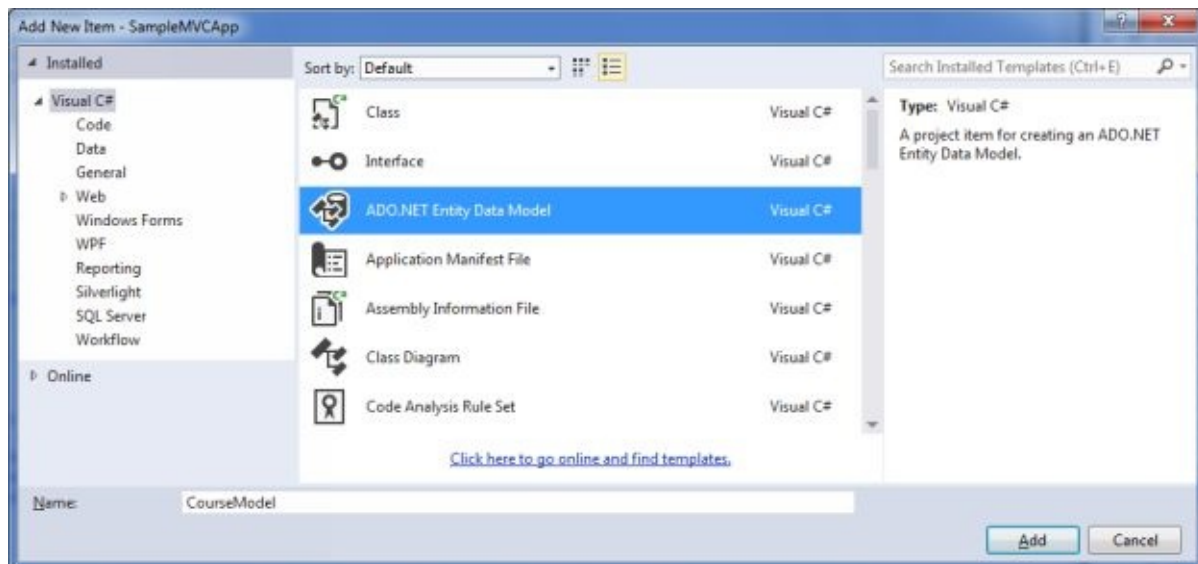 Add New Item - SampleMVCApp
Installed
Visual C#
Code
Data
General
Web
Windows Forms
WPF
Reporting
Silverlight
SQL Server
Workflow
Online
Sort by: Default
Class Visual C#
Interface Visual C#
ADO.NET Entity Data Model Visual C#
Application Manifest File Visual C#
Assembly Information File Visual C#
Class Diagram Visual C#
Code Analysis Rule Set Visual C#
Click here to go online and find templates.
Search Installed Templates (Ctrl+E)
Type: Visual C#
A project item for creating an ADO.NET
Entity Data Model.
Name: CourseModel
Add Cancel